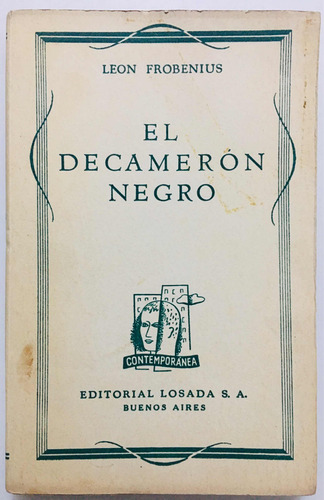 LEON FROBENIUS
EL
DECAMERÓN
NEGRO
CONTEMPORÁNEA
EDITORIAL LOSADA S. A.
BUENOS AIRES